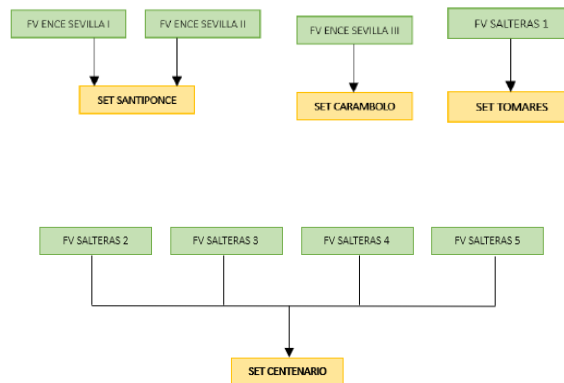 FV ENCE SEVILLA I
FV ENCE SEVILLA II
FV ENCE SEVILLA III
FV SALTERAS 1
SET SANTIPONCE
SET CARAMBOLO
SET TOMARES
FV SALTERAS 2
FV SALTERAS 3
FV SALTERAS 4
FV SALTERAS 5
SET CENTENARIO